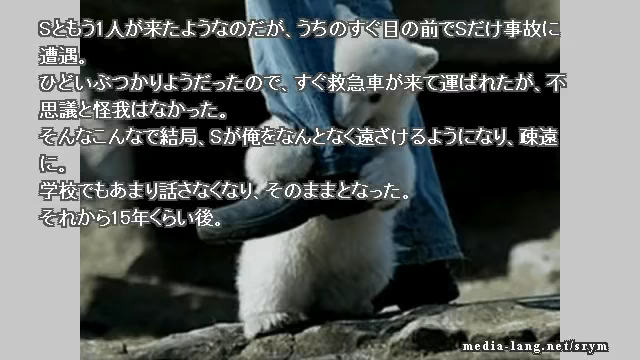 Sともう1人が来たようなのだが、うちのすぐ目の前でSだけ事故に
遭遇。
ひどいぶつかりようだったので、すぐ救急車が来て運ばれたが、不
思議と怪我はなかった。
そんなこんなで結局、Sが俺をなんとなく遠ざけるようになり、疎遠
に。
学校でもあまり話さなくなり、そのままとなった。
それから15年くらい後。
media-lang.net/srym